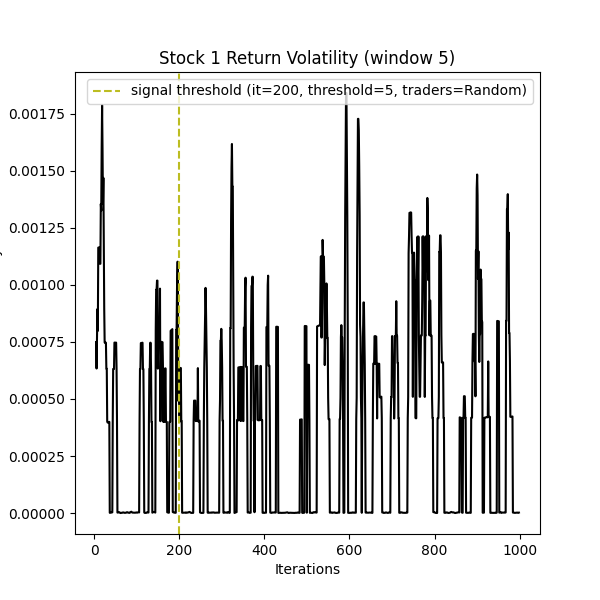 Stock 1 Return Volatility (window 5)
signal threshold (it=200, threshold=5, traders=Random)
0.00175
0.00150
0.00125
0.00100
0.00075
0.00050
0.00025
0.00000
0 200 400 600 800 1000
Iterations